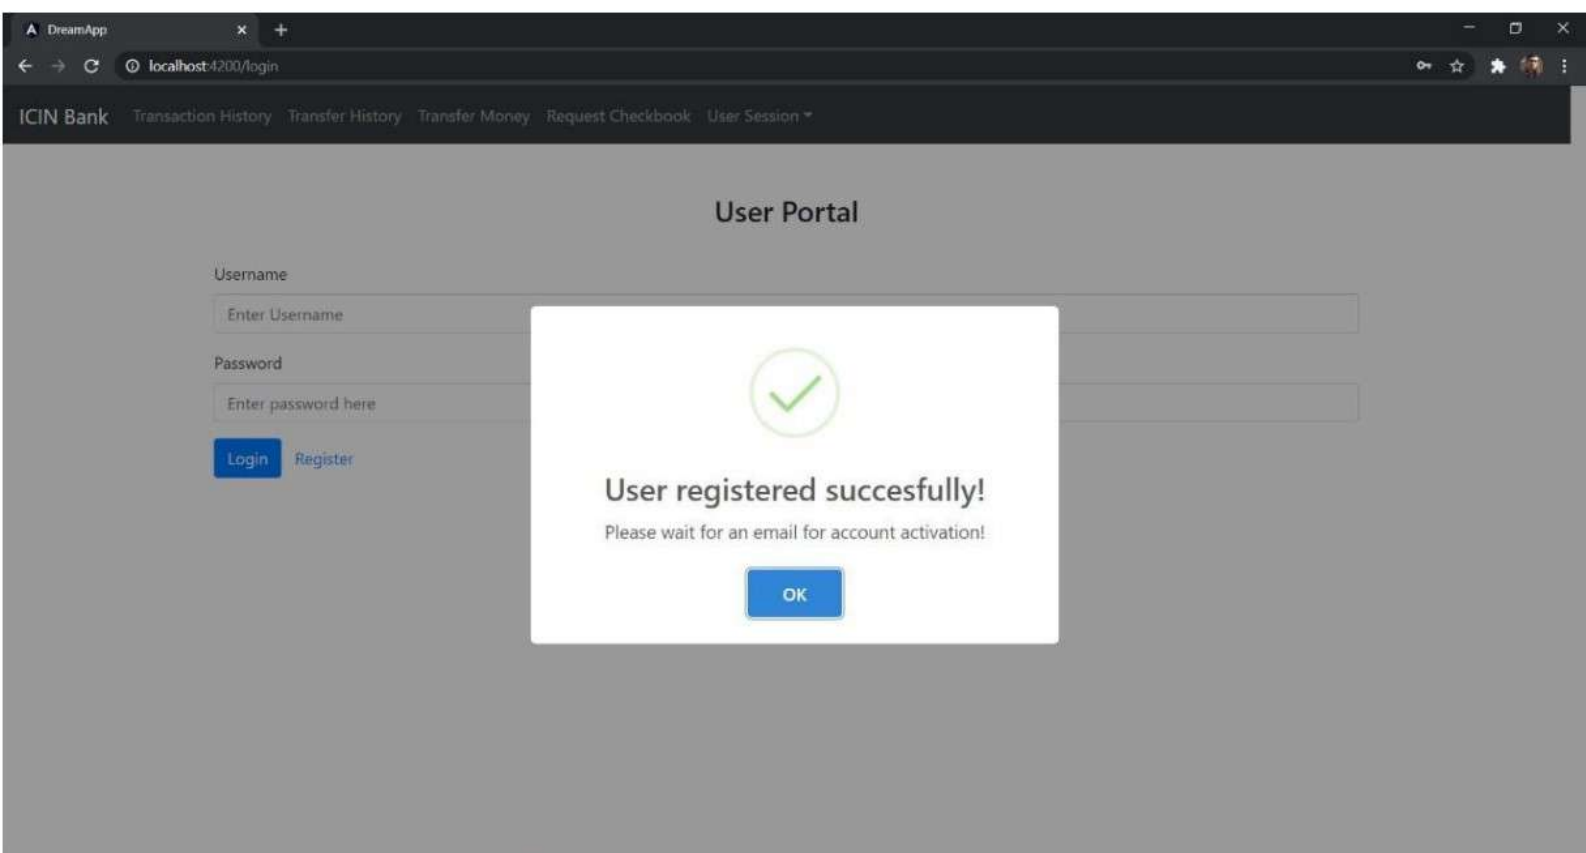 DreamApp
localhost:4200/login
ICIN Bank Transaction History Transfer History Transfer Money Request Checkbook User Session
User Portal
Username
Enter Username
Password
Enter password here
Login Register
User registered succesfully!
Please wait for an email for account activation!
OK